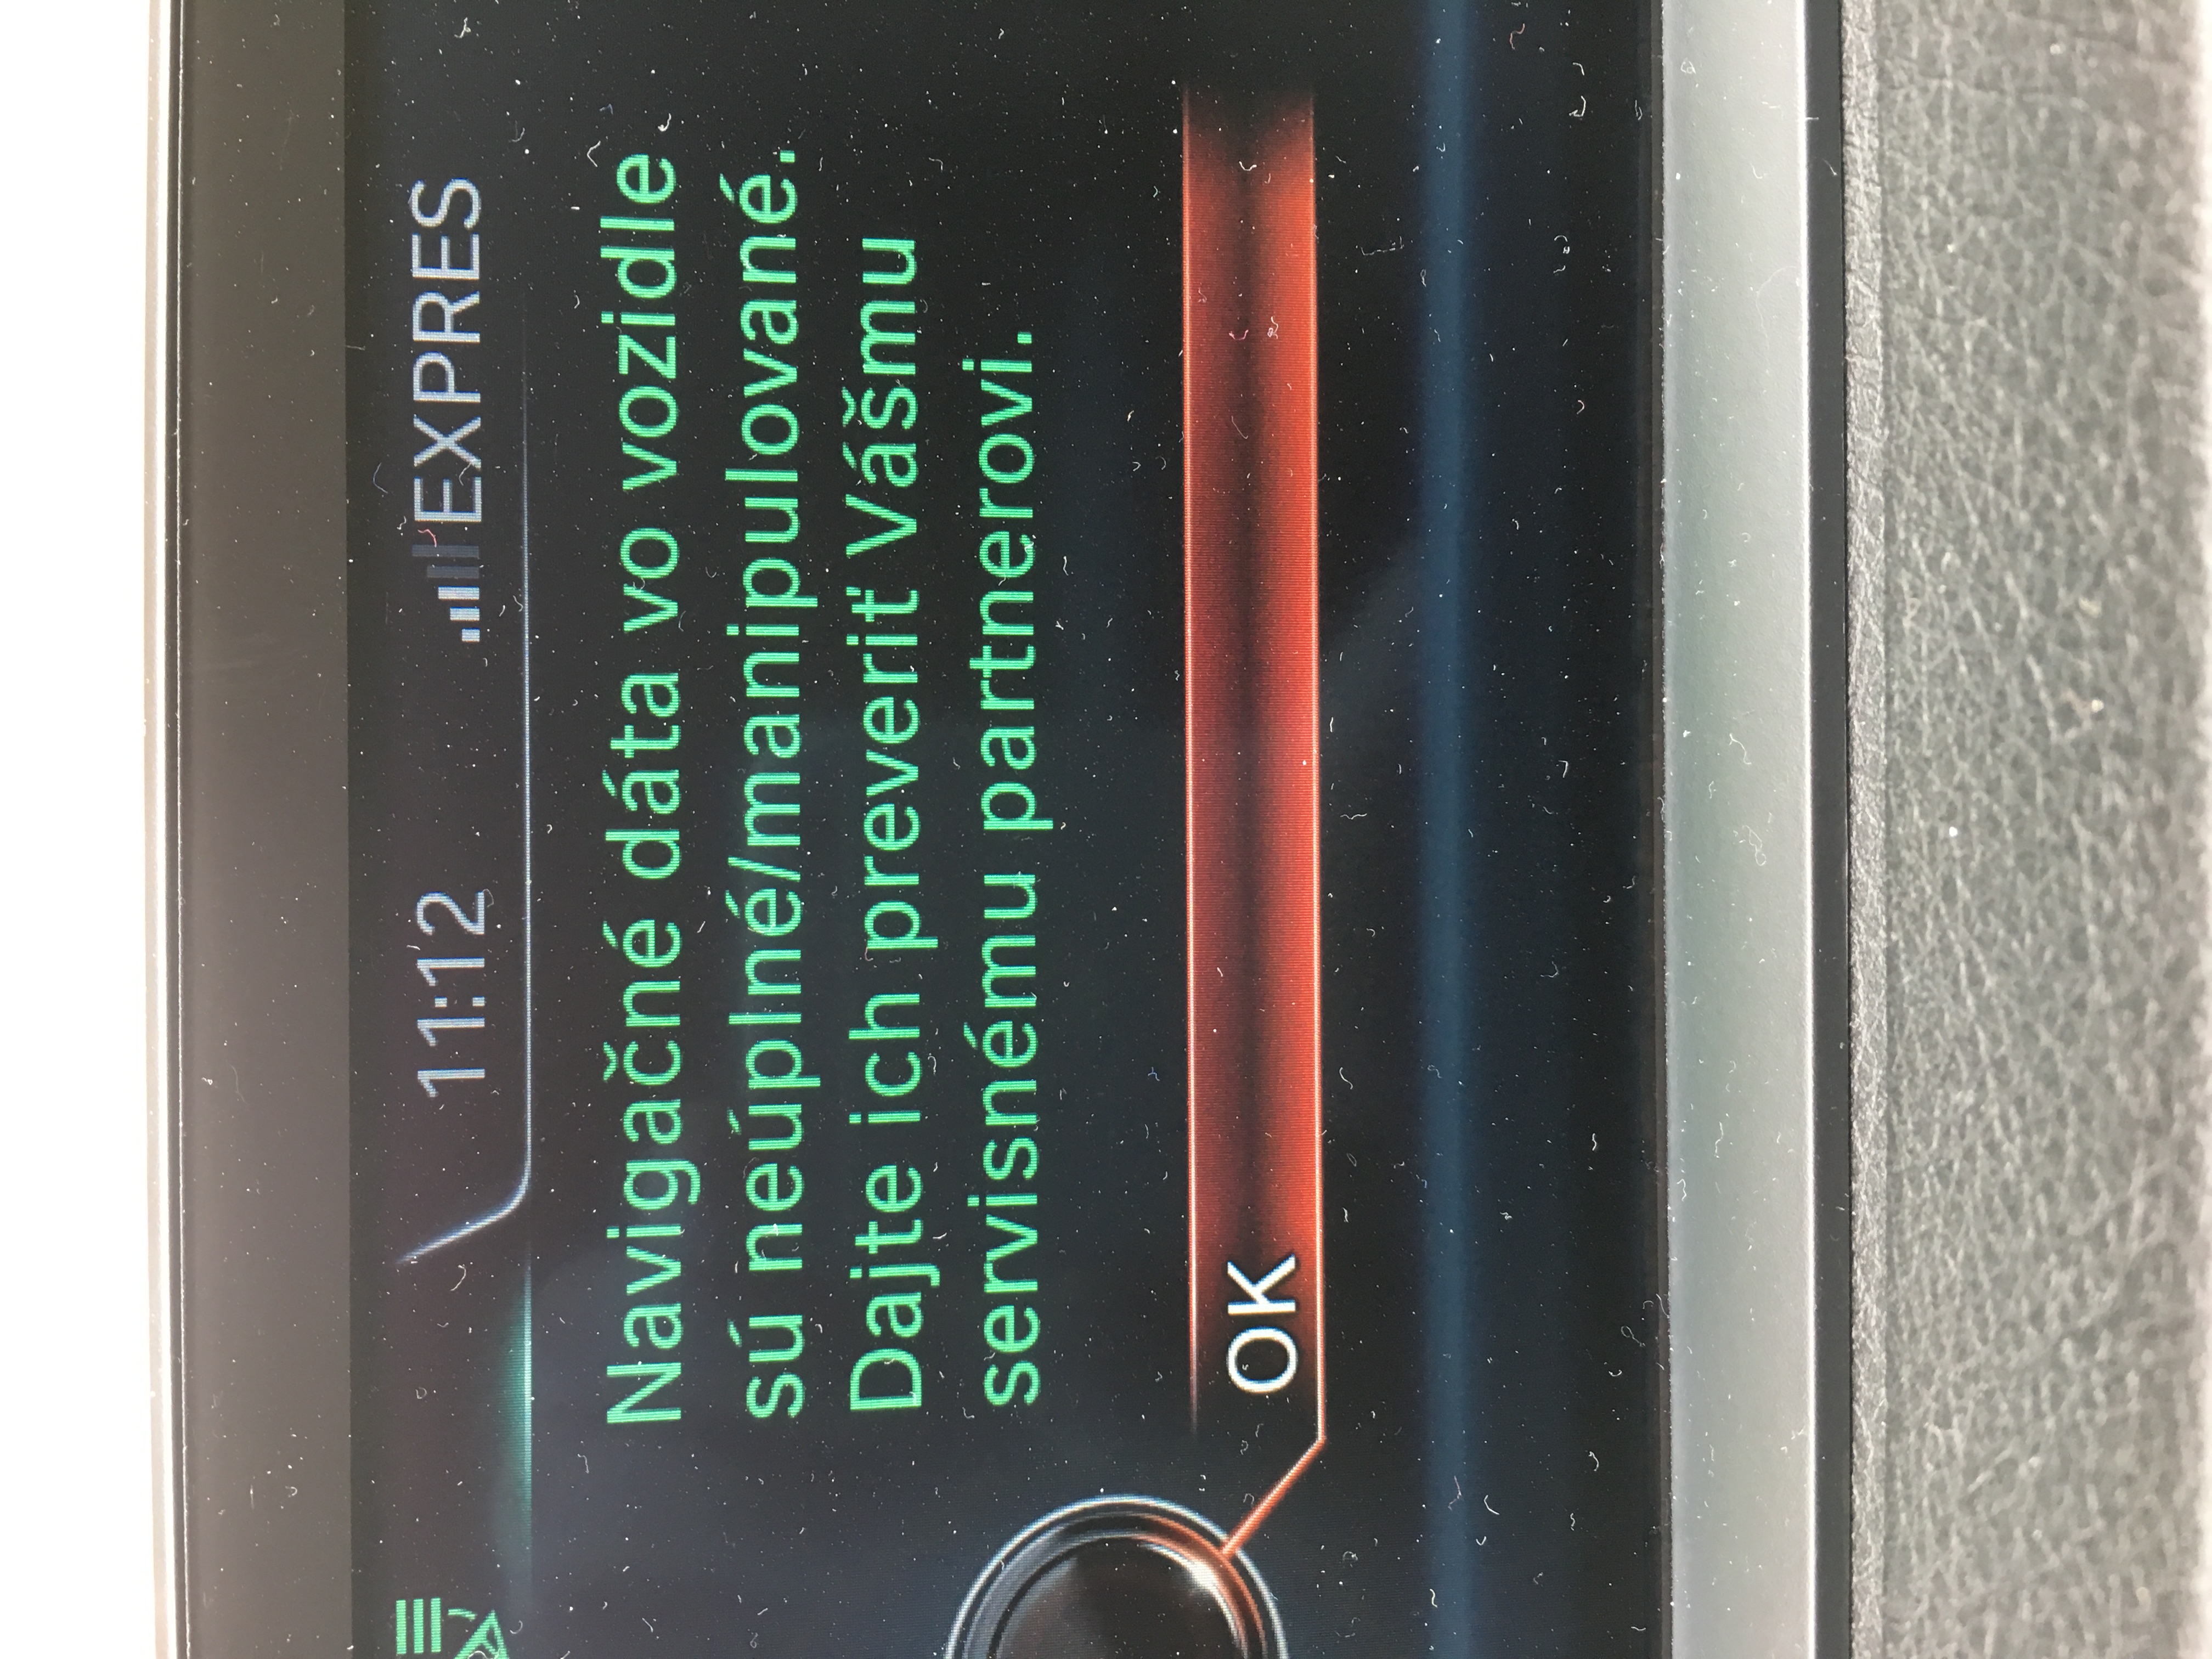 11:12 EXPRES
Navigačné dáta vo vozidle
sú neúplné/manipulované.
Dajte ich preveriť Vášmu
servisnému partnerovi.
OK